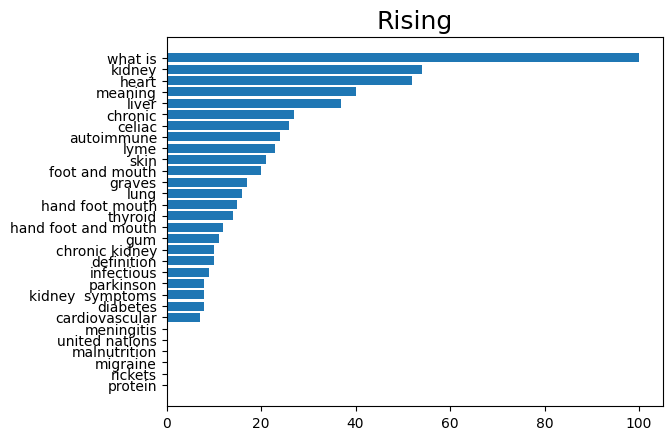 Rising
what is
kidney
heart
meaning
liver
chronic
celiac
autoimmune
lyme
skin
foot and mouth
graves
lung
hand foot mouth
thyroid
hand foot and mouth
gum
chronic kidney
definition
infectious
parkinson
kidney  symptoms
diabetes
cardiovascular
meningitis
united nations
malnutrition
migraine
rickets
protein
0 20 40 60 80 100